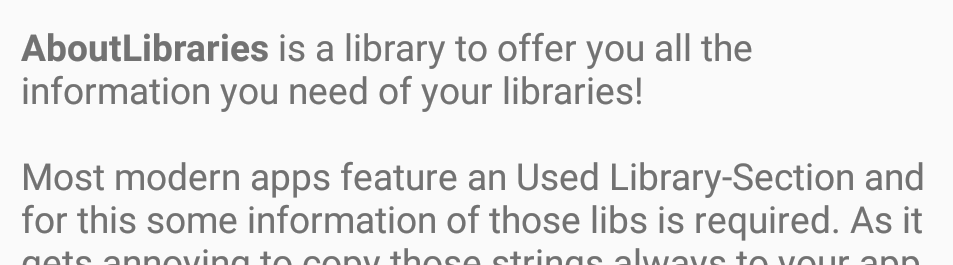 AboutLibraries is a library to offer you all the
information you need of your libraries!
Most modern apps feature an Used Library-Section and
for this some information of those libs is required. As it
gets annoying to copy those strings always to your app